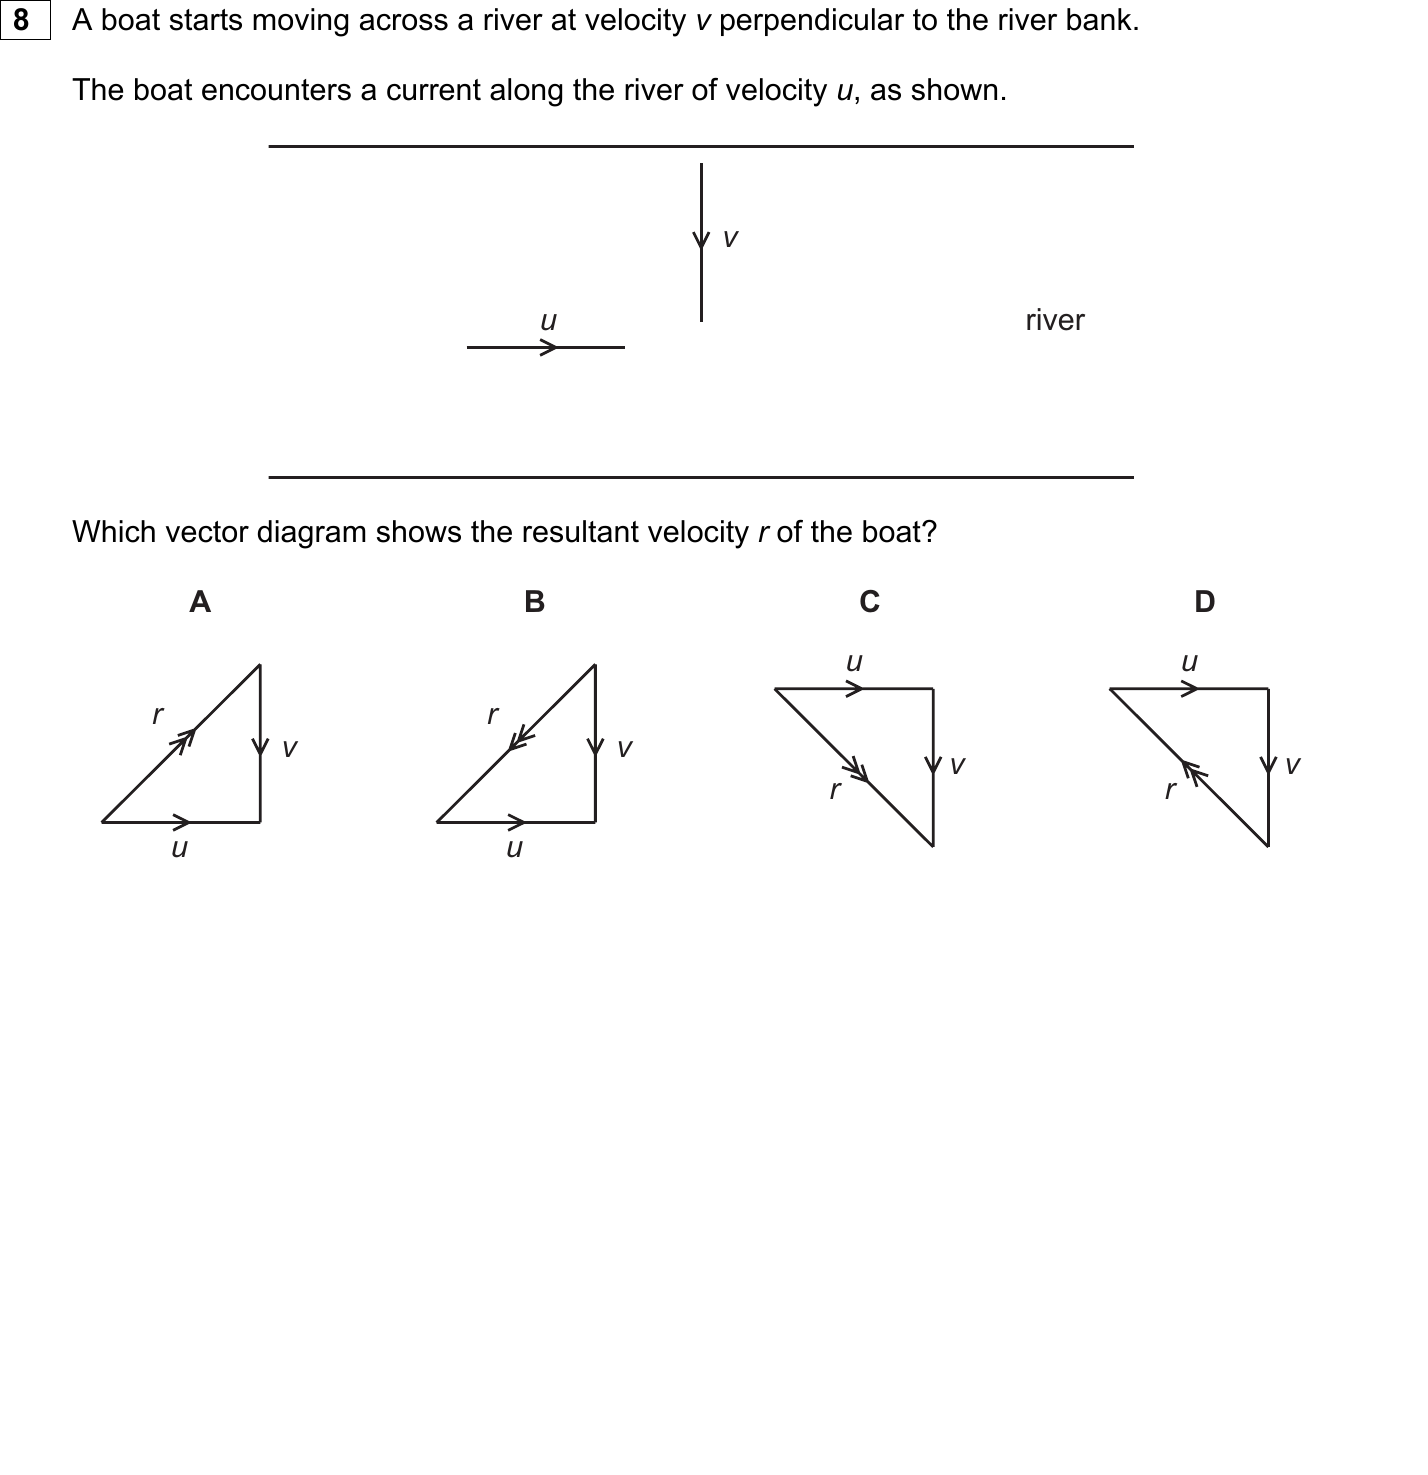 8 A boat starts moving across a river at velocity v perpendicular to the river bank.
The boat encounters a current along the river of velocity u, as shown.
v
u
river
Which vector diagram shows the resultant velocity r of the boat?
A B C D
u u
r r
v v v v
r r
u u